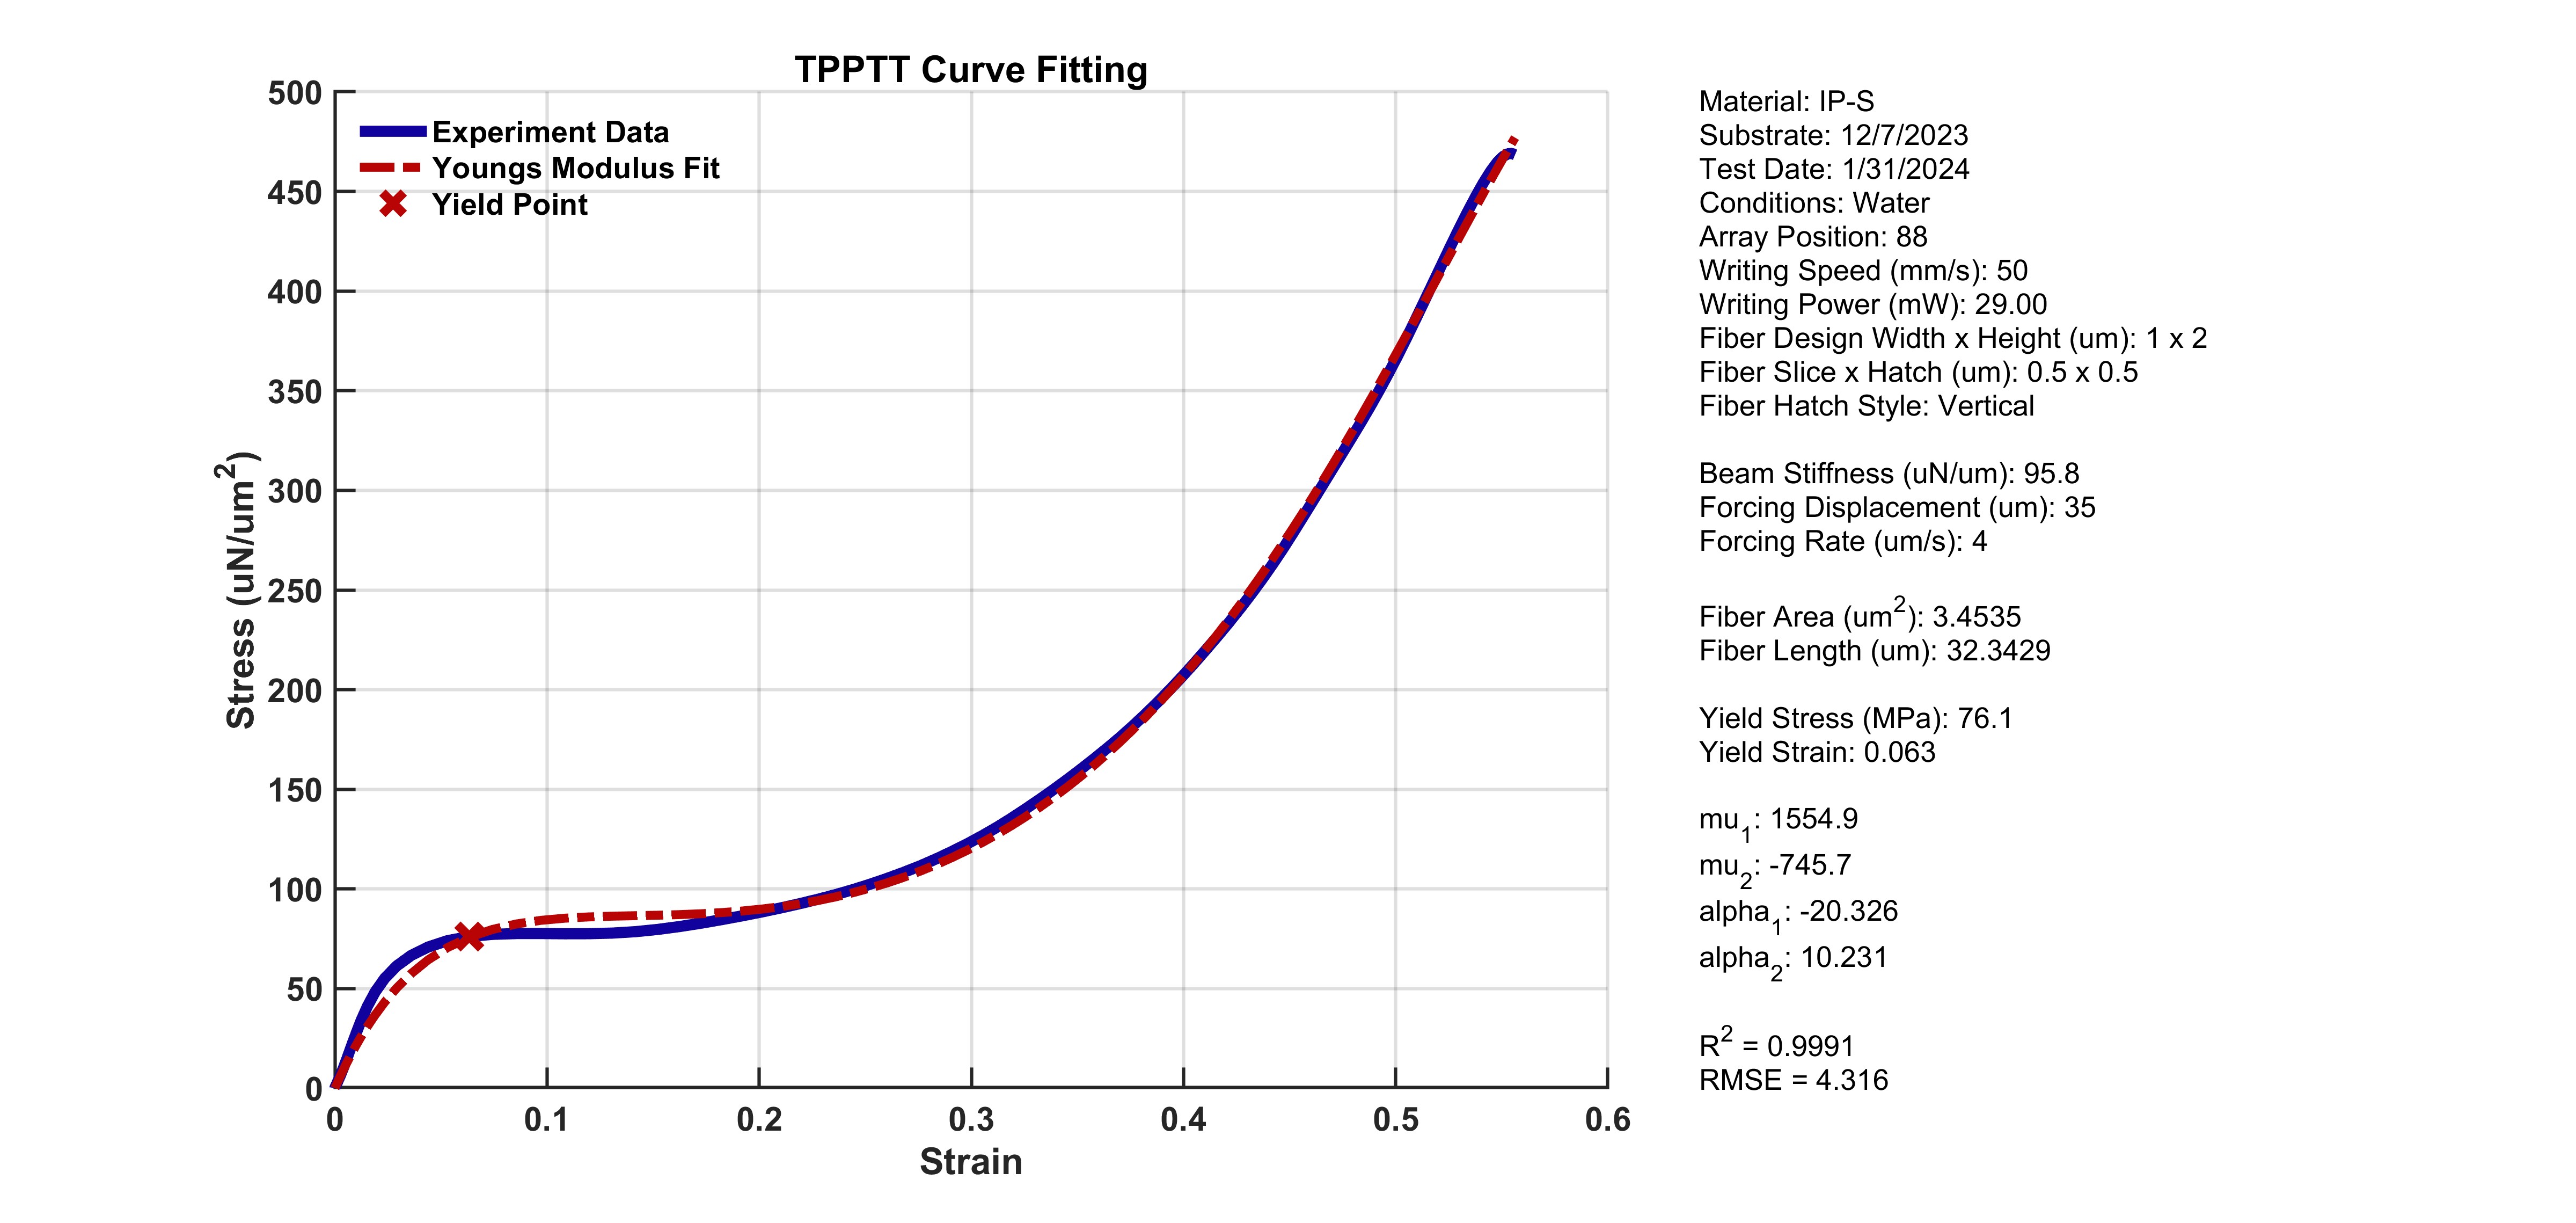 TPPTT Curve Fitting
500
450
400
350
300
250
200
150
100
50
0
Stress (uN/um²)
Experiment Data
Youngs Modulus Fit
Yield Point
0 0.1 0.2 0.3 0.4 0.5 0.6
Strain
Material: IP-S
Substrate: 12/7/2023
Test Date: 1/31/2024
Conditions: Water
Array Position: 88
Writing Speed (mm/s): 50
Writing Power (mW): 29.00
Fiber Design Width x Height (um): 1 x 2
Fiber Slice x Hatch (um): 0.5 x 0.5
Fiber Hatch Style: Vertical
Beam Stiffness (uN/um): 95.8
Forcing Displacement (um): 35
Forcing Rate (um/s): 4
Fiber Area (um²): 3.4535
Fiber Length (um): 32.3429
Yield Stress (MPa): 76.1
Yield Strain: 0.063
mu₁: 1554.9
mu₂: -745.7
alpha₁: -20.326
alpha₂: 10.231
R² = 0.9991
RMSE = 4.316